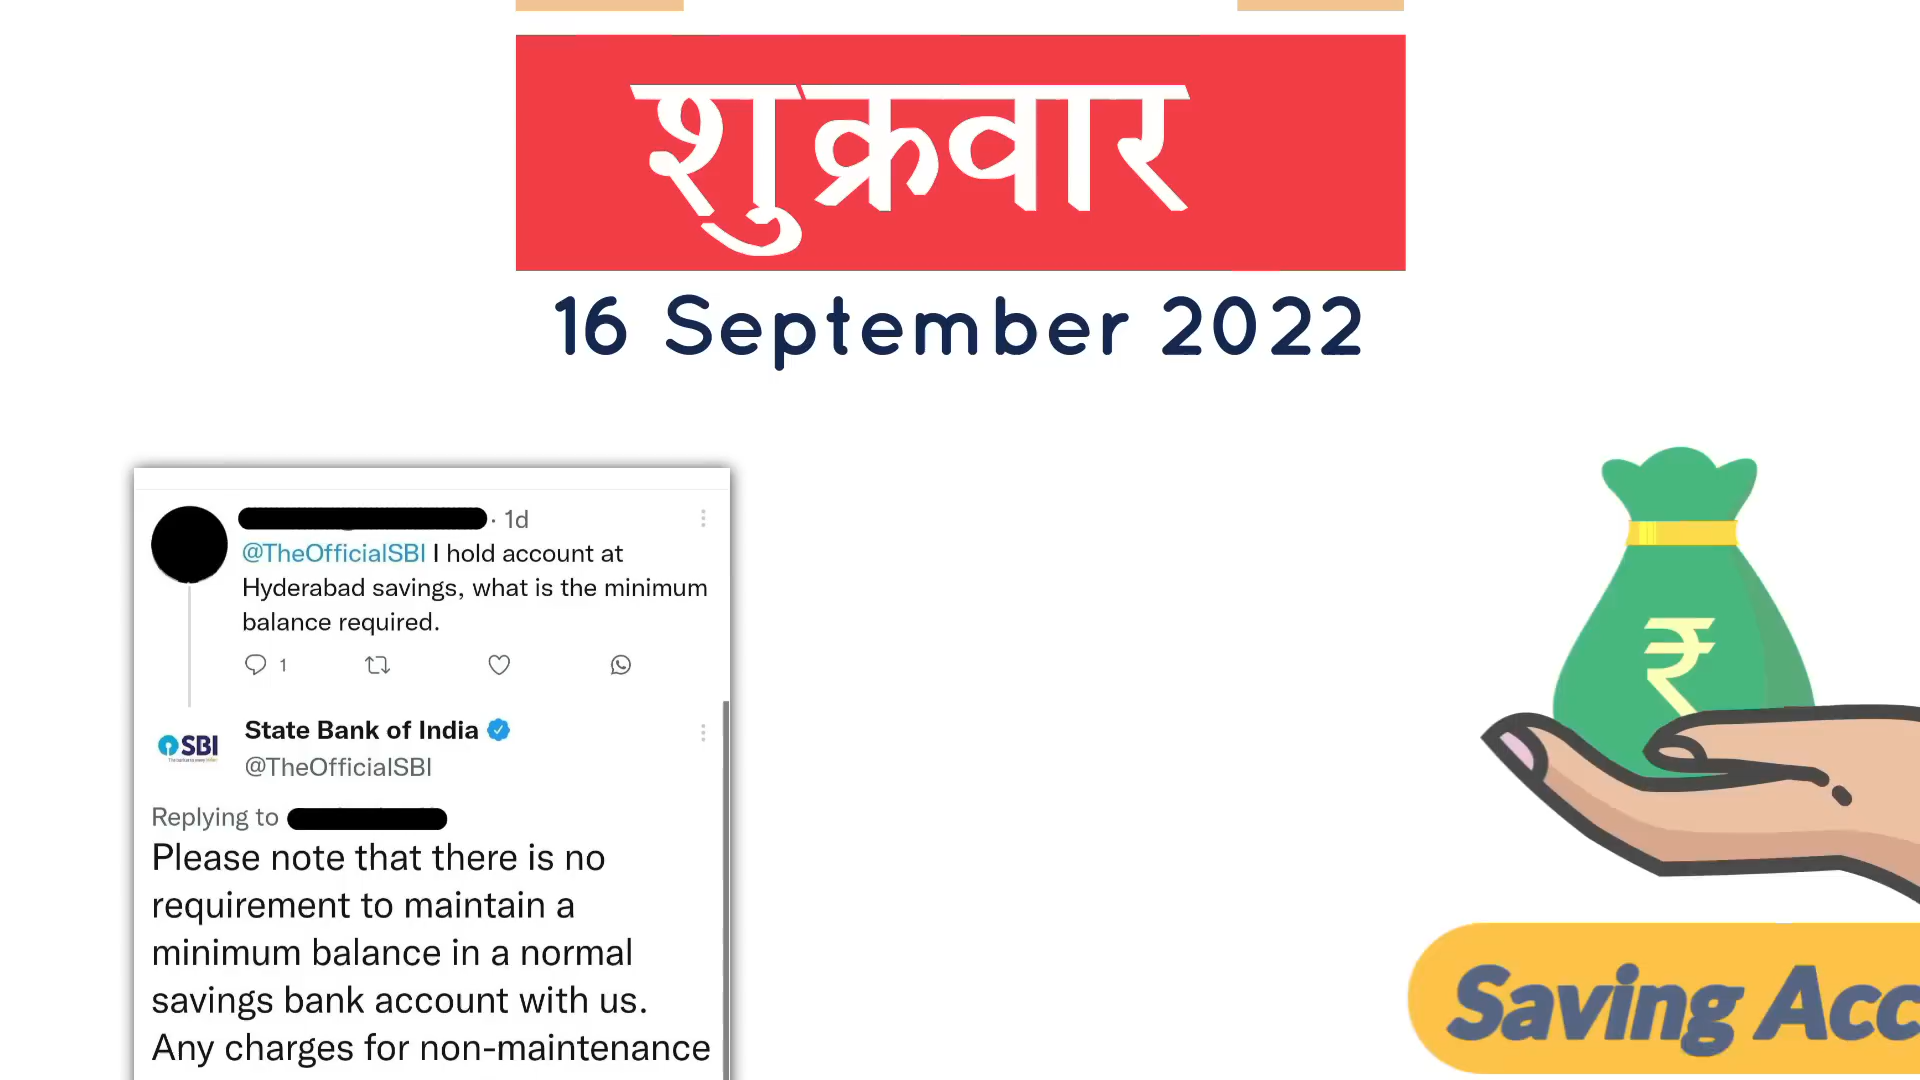 शुक्रवार
16 September 2022
· 1d
@TheOfficialSBI I hold account at
Hyderabad savings, what is the minimum
balance required.
1
SBI
State Bank of India
@TheOfficialSBI
Replying to
Please note that there is no
requirement to maintain a
minimum balance in a normal
savings bank account with us.
Any charges for non-maintenance
₹
Saving Acc